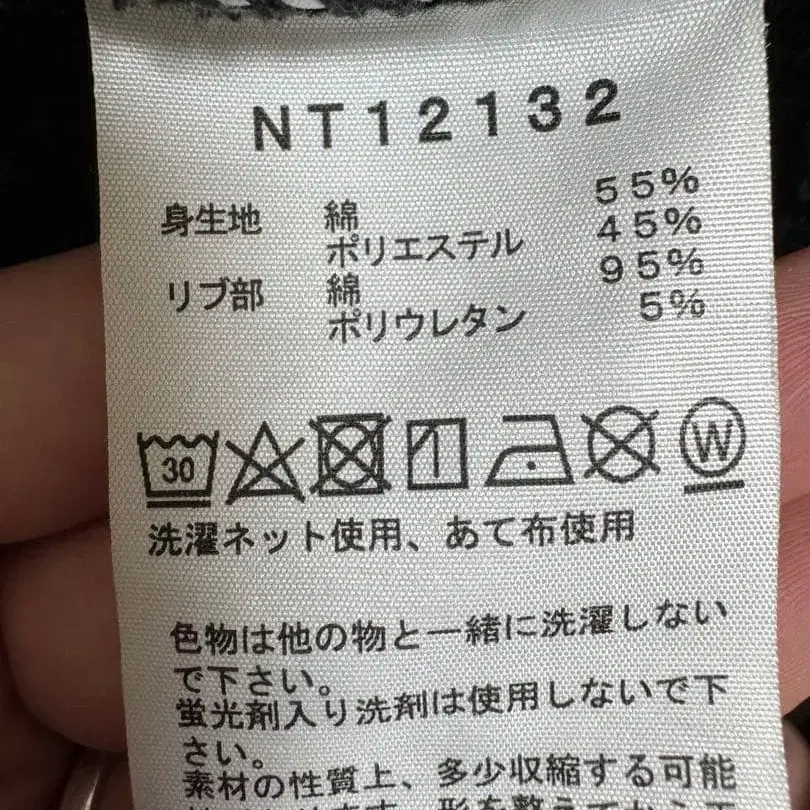 NT12132
身生地 綿 55%
ポリエステル 45%
リブ部 綿 95%
ポリウレタン 5%
30 W
洗濯ネット使用、あて布使用
色物は他の物と一緒に洗濯しない
で下さい。
蛍光剤入り洗剤は使用しないで下
さい。
素材の性質上、多少収縮する可能